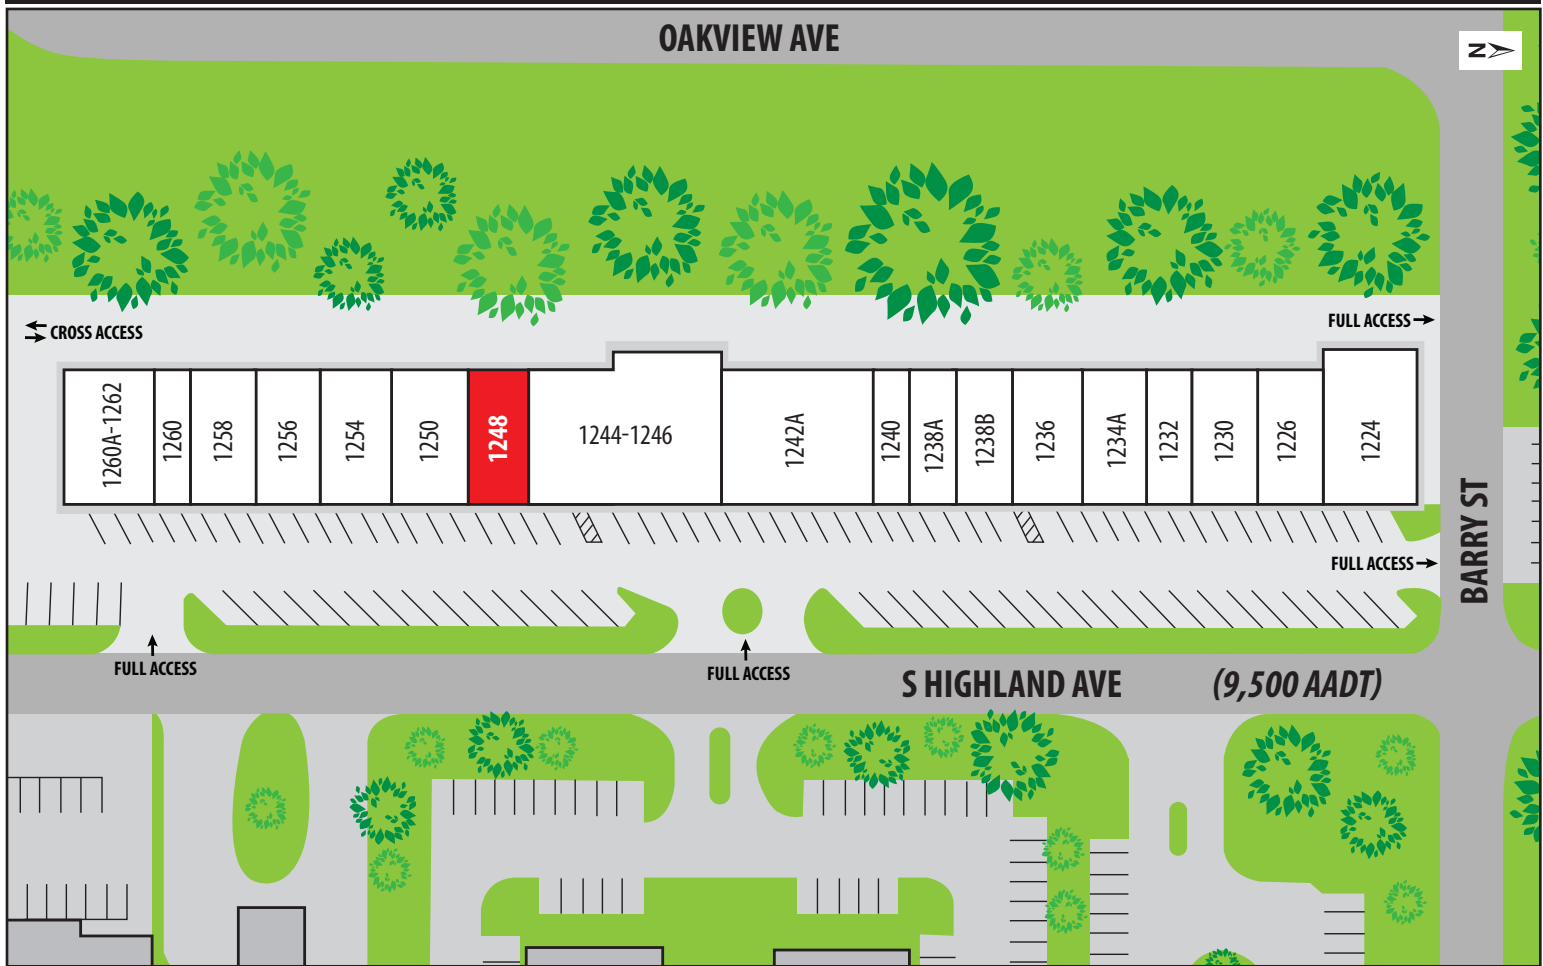 OAKVIEW AVE
N
CROSS ACCESS
FULL ACCESS
1260A-1262
1260
1258
1256
1254
1250
1248
1244-1246
1242A
1240
1238A
1238B
1236
1234A
1232
1230
1226
1224
BARRY ST
FULL ACCESS
FULL ACCESS
FULL ACCESS
S HIGHLAND AVE (9,500 AADT)